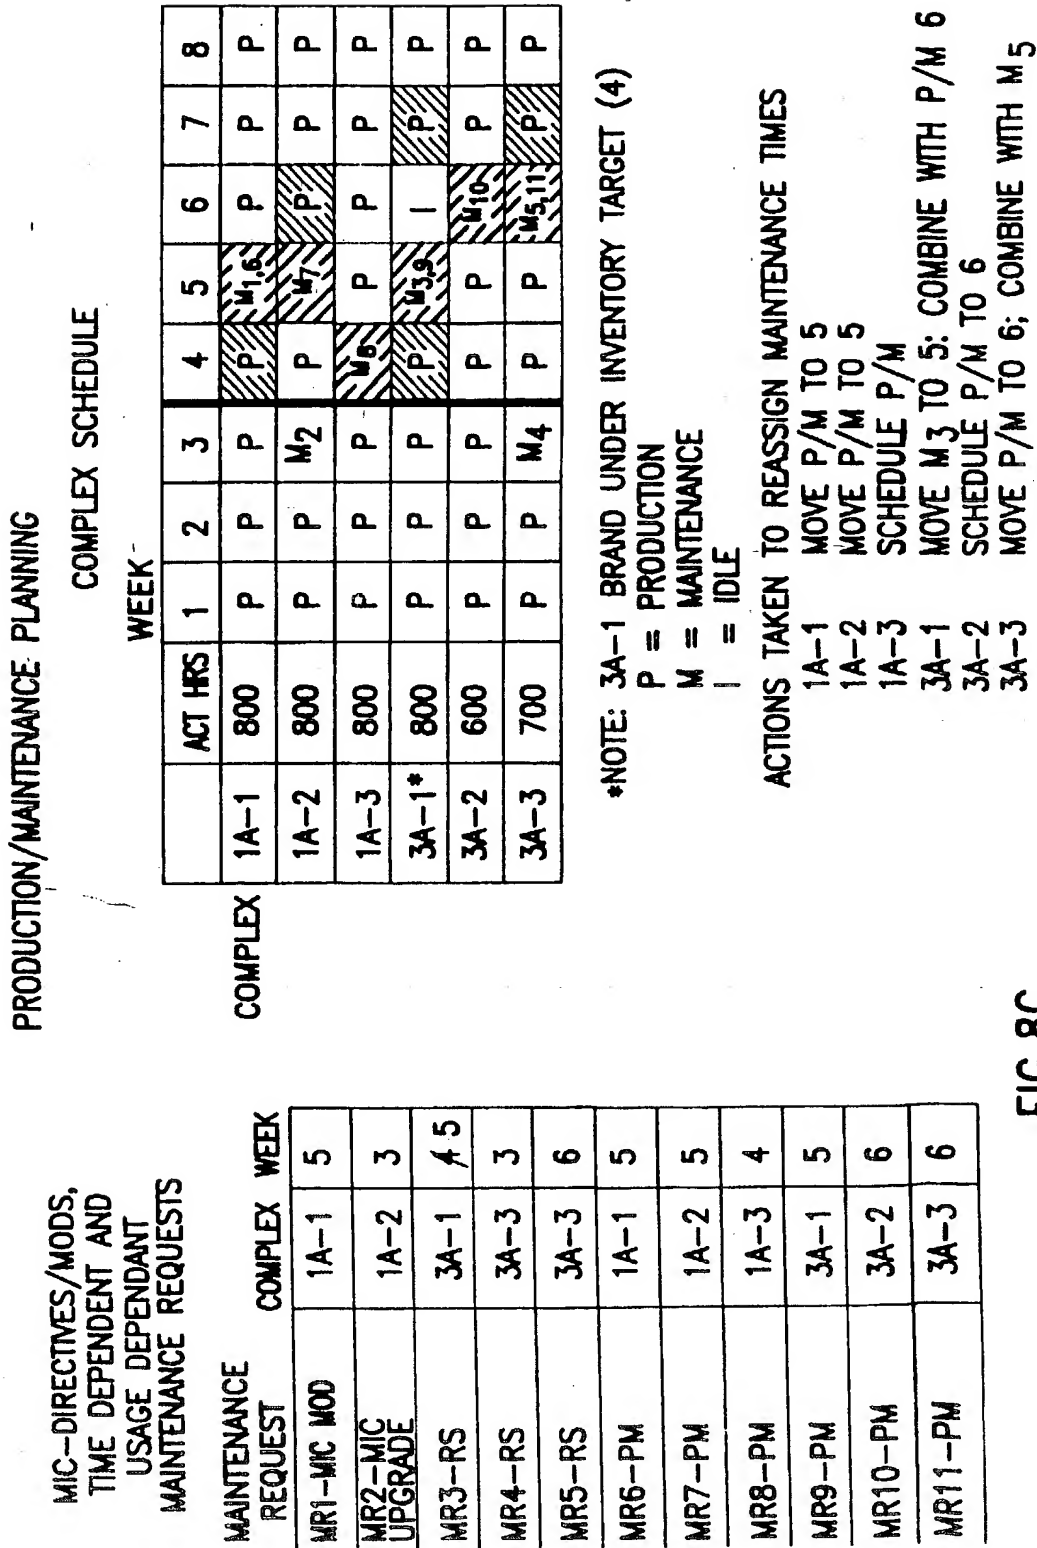 PRODUCTION/MAINTENANCE PLANNING
MIC-DIRECTIVES/MODS,
TIME DEPENDENT AND
USAGE DEPENDANT
MAINTENANCE REQUESTS
MAINTENANCE
REQUEST COMPLEX WEEK
MR1-MIC MOD 1A-1 5
MR2-MIC
UPGRADE 1A-2 3
MR3-RS 3A-1 4 5
MR4-RS 3A-3 3
MR5-RS 3A-3 6
MR6-PM 1A-1 5
MR7-PM 1A-2 5
MR8-PM 1A-3 4
MR9-PM 3A-1 5
MR10-PM 3A-2 6
MR11-PM 3A-3 6
COMPLEX SCHEDULE
WEEK
ACT HRS 1 2 3 4 5 6 7 8
COMPLEX 1A-1 800 P P P P M1,6 P P P
1A-2 800 P P M2 P M7 P P P
1A-3 800 P P P M8 P P P P
3A-1* 800 P P P P M3,9 I P P
3A-2 600 P P P P P M10 P P
3A-3 700 P P M4 P P M5,11 P P
*NOTE: 3A-1 BRAND UNDER INVENTORY TARGET (4)
P = PRODUCTION
M = MAINTENANCE
I = IDLE
ACTIONS TAKEN TO REASSIGN MAINTENANCE TIMES
1A-1 MOVE P/M TO 5
1A-2 MOVE P/M TO 5
1A-3 SCHEDULE P/M
3A-1 MOVE M3 TO 5: COMBINE WITH P/M 6
3A-2 SCHEDULE P/M TO 6
3A-3 MOVE P/M TO 6; COMBINE WITH M5
FIG 8C